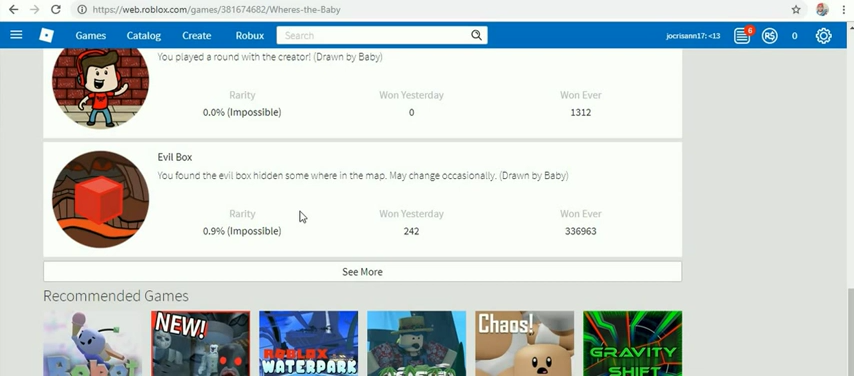 https://web.roblox.com/games/381674682/Wheres-the-Baby
Games Catalog Create Robux Search jocrisann17: <13 6 R$ 0
You played a round with the creator! (Drawn by Baby)
Rarity Won Yesterday Won Ever
0.0% (Impossible) 0 1312
Evil Box
You found the evil box hidden some where in the map. May change occasionally. (Drawn by Baby)
Rarity Won Yesterday Won Ever
0.9% (Impossible) 242 336963
See More
Recommended Games
NEW! Chaos!
Robot ROBLOX WATERPARK GRAVITY SHIFT